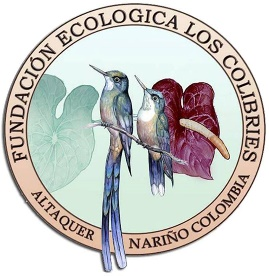 FUNDACIÓN ECOLOGICA LOS COLIBRIES
ALTAQUER NARIÑO COLOMBIA